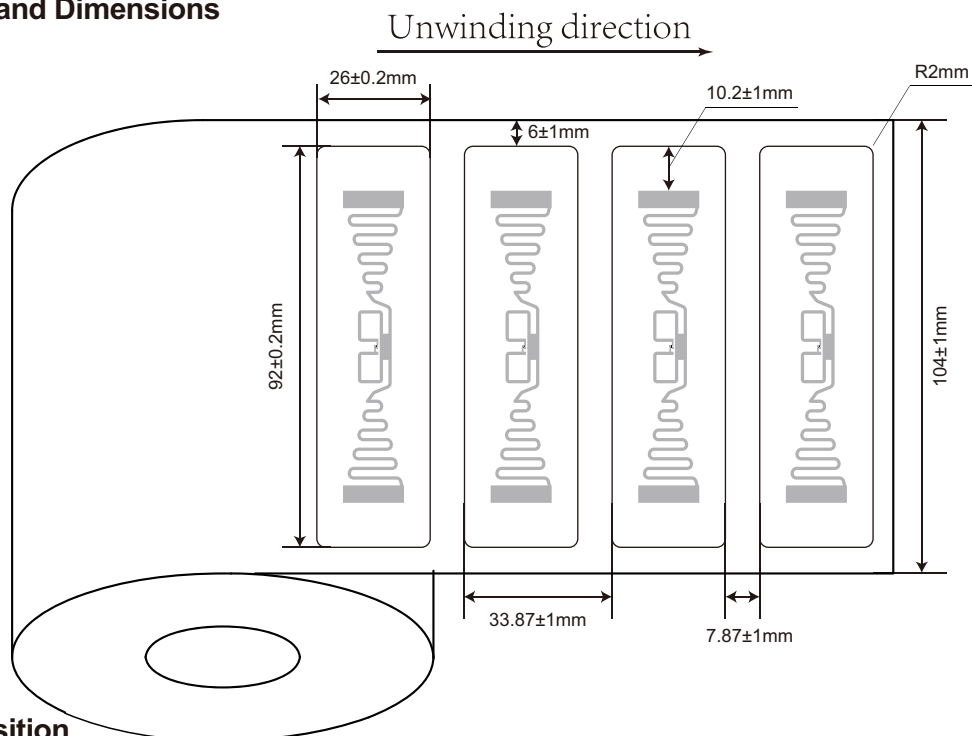 and Dimensions
Unwinding direction
26±0.2mm
10.2±1mm
R2mm
6±1mm
92±0.2mm
104±1mm
33.87±1mm
7.87±1mm
sition